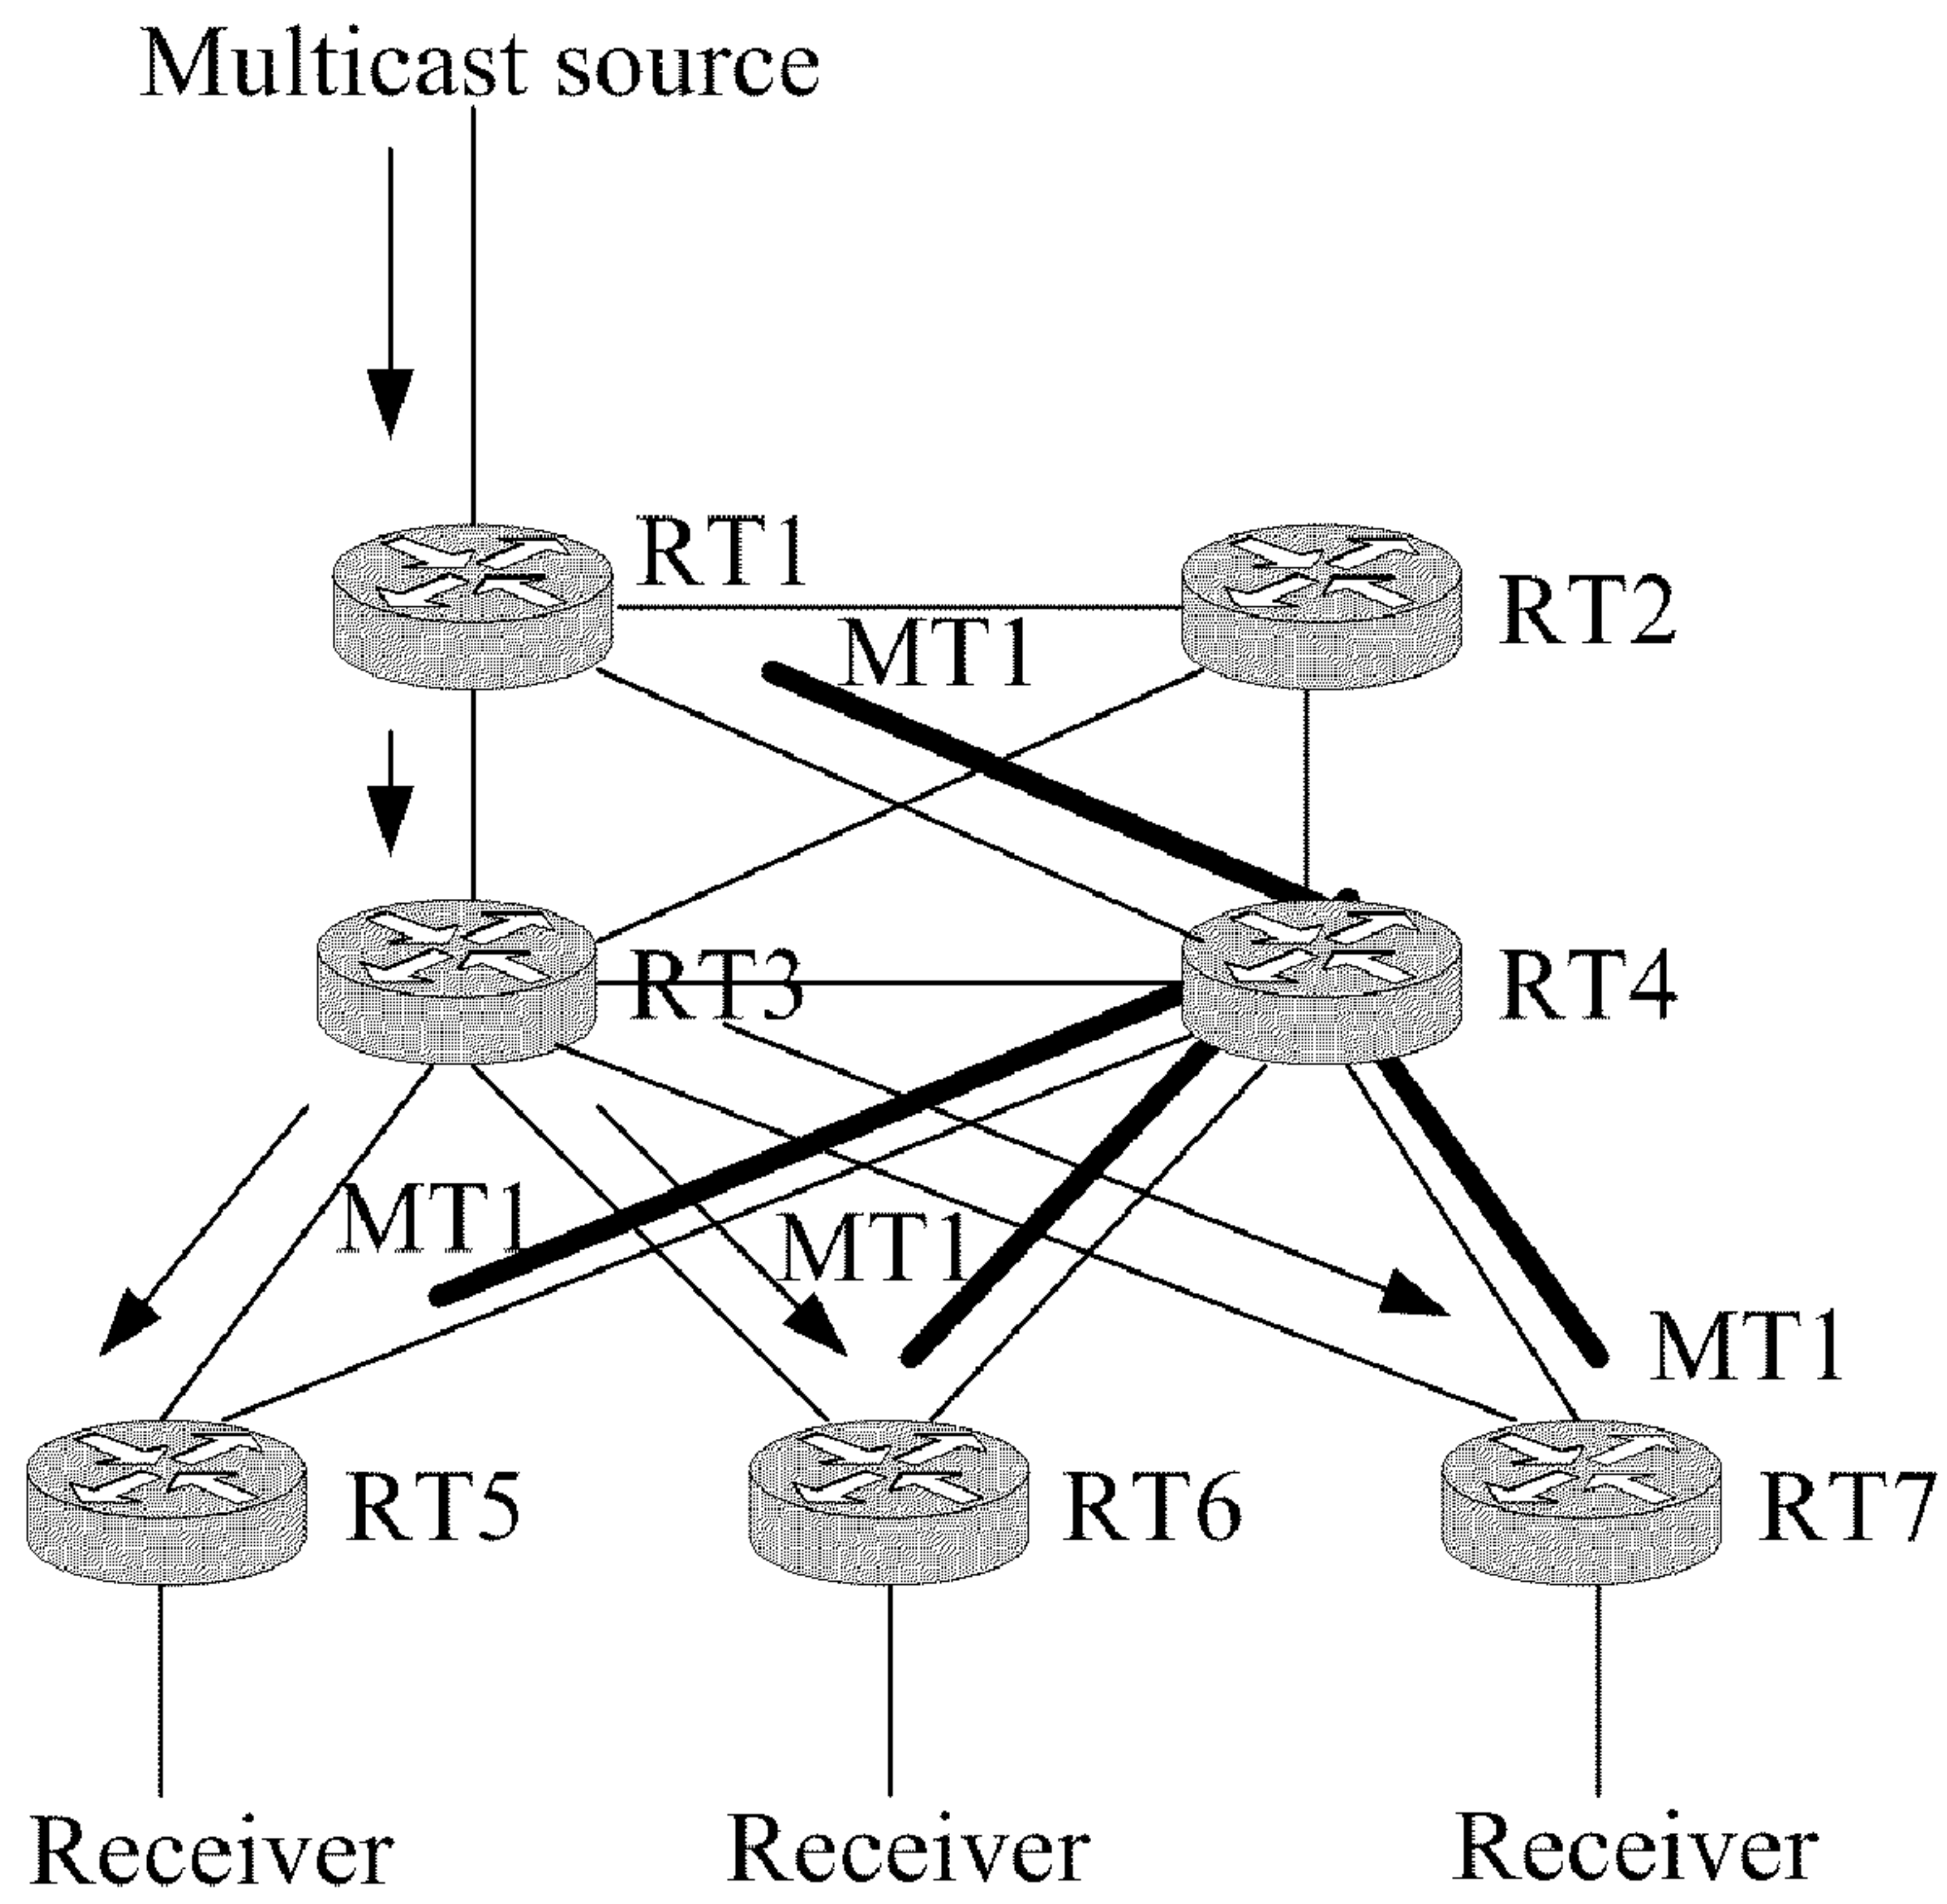 Multicast source
RT1
RT2
MT1
RT3
RT4
MT1
MT1
MT1
RT5
RT6
RT7
Receiver
Receiver
Receiver